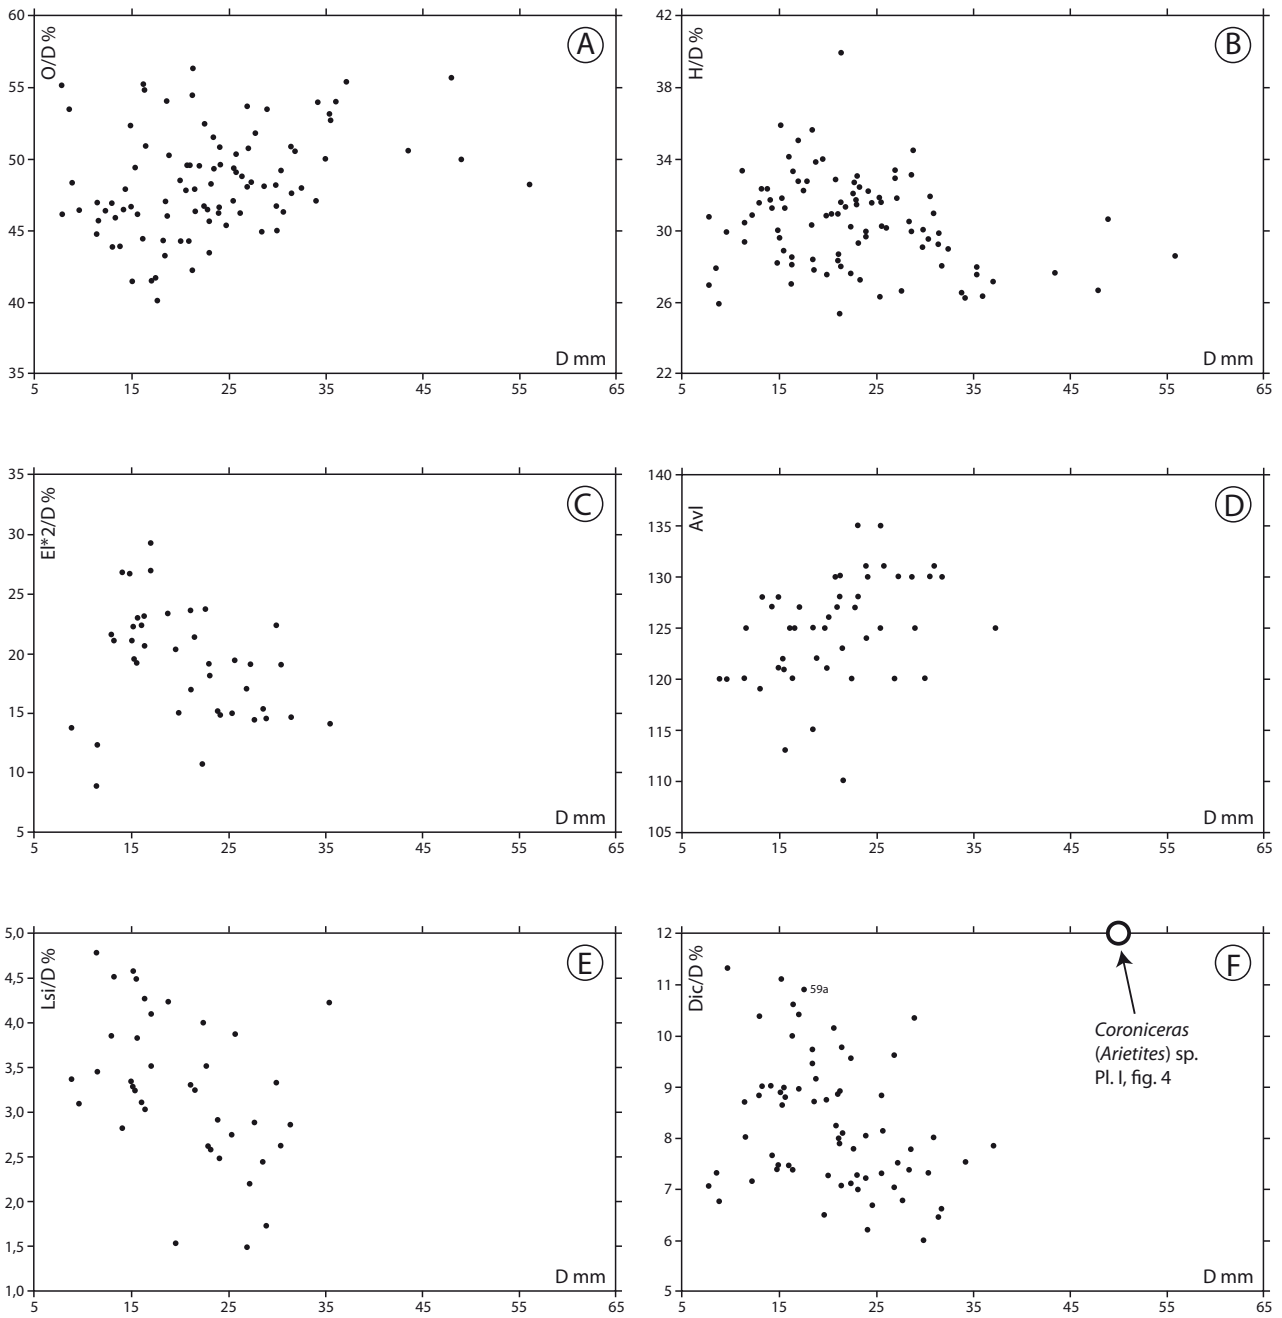 60
55
50
45
40
35
O/D %
A
D mm
5 15 25 35 45 55 65
42
38
34
30
26
22
H/D %
B
D mm
5 15 25 35 45 55 65
35
30
25
20
15
10
5
El*2/D %
C
D mm
5 15 25 35 45 55 65
140
135
130
125
120
115
110
105
Avl
D
D mm
5 15 25 35 45 55 65
5,0
4,5
4,0
3,5
3,0
2,5
2,0
1,5
1,0
Lsi/D %
E
D mm
5 15 25 35 45 55 65
12
11
10
9
8
7
6
5
Dic/D %
F
59a
Coroniceras
(Arietites) sp.
Pl. I, fig. 4
D mm
5 15 25 35 45 55 65